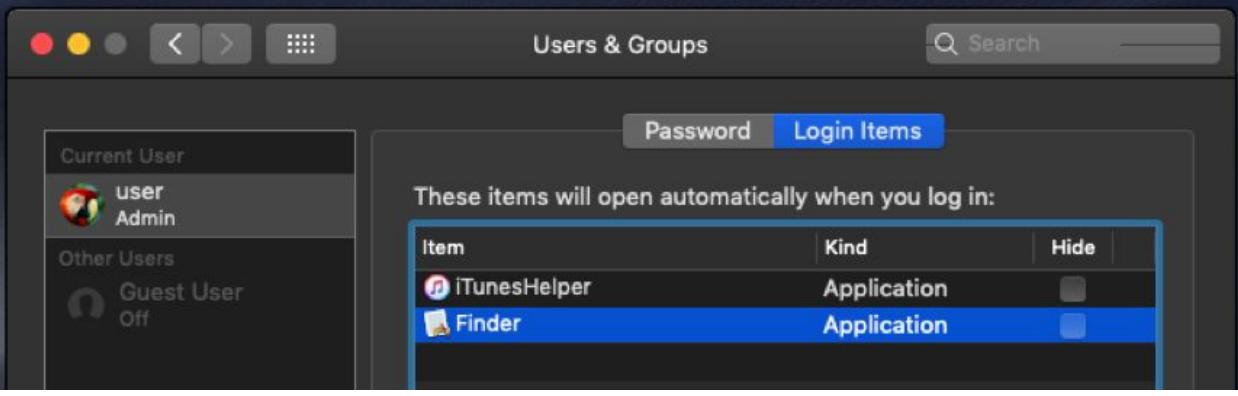 Users & Groups
Search
Password
Login Items
Current User
user
Admin
Other Users
Guest User
Off
These items will open automatically when you log in:
Item Kind Hide
iTunesHelper Application
Finder Application